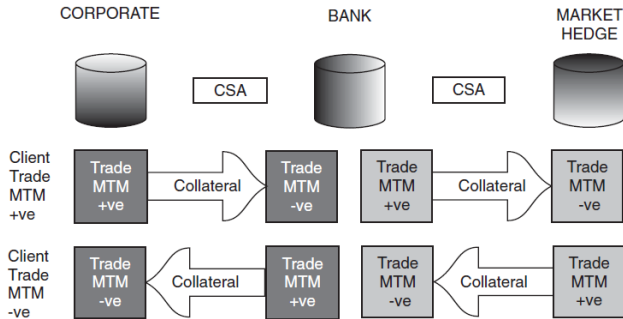 CORPORATE
BANK
MARKET
HEDGE
CSA
CSA
Client
Trade
MTM
+ve
Trade
MTM
+ve
Collateral
Trade
MTM
-ve
Trade
MTM
+ve
Collateral
Trade
MTM
-ve
Client
Trade
MTM
-ve
Trade
MTM
-ve
Collateral
Trade
MTM
+ve
Trade
MTM
-ve
Collateral
Trade
MTM
+ve